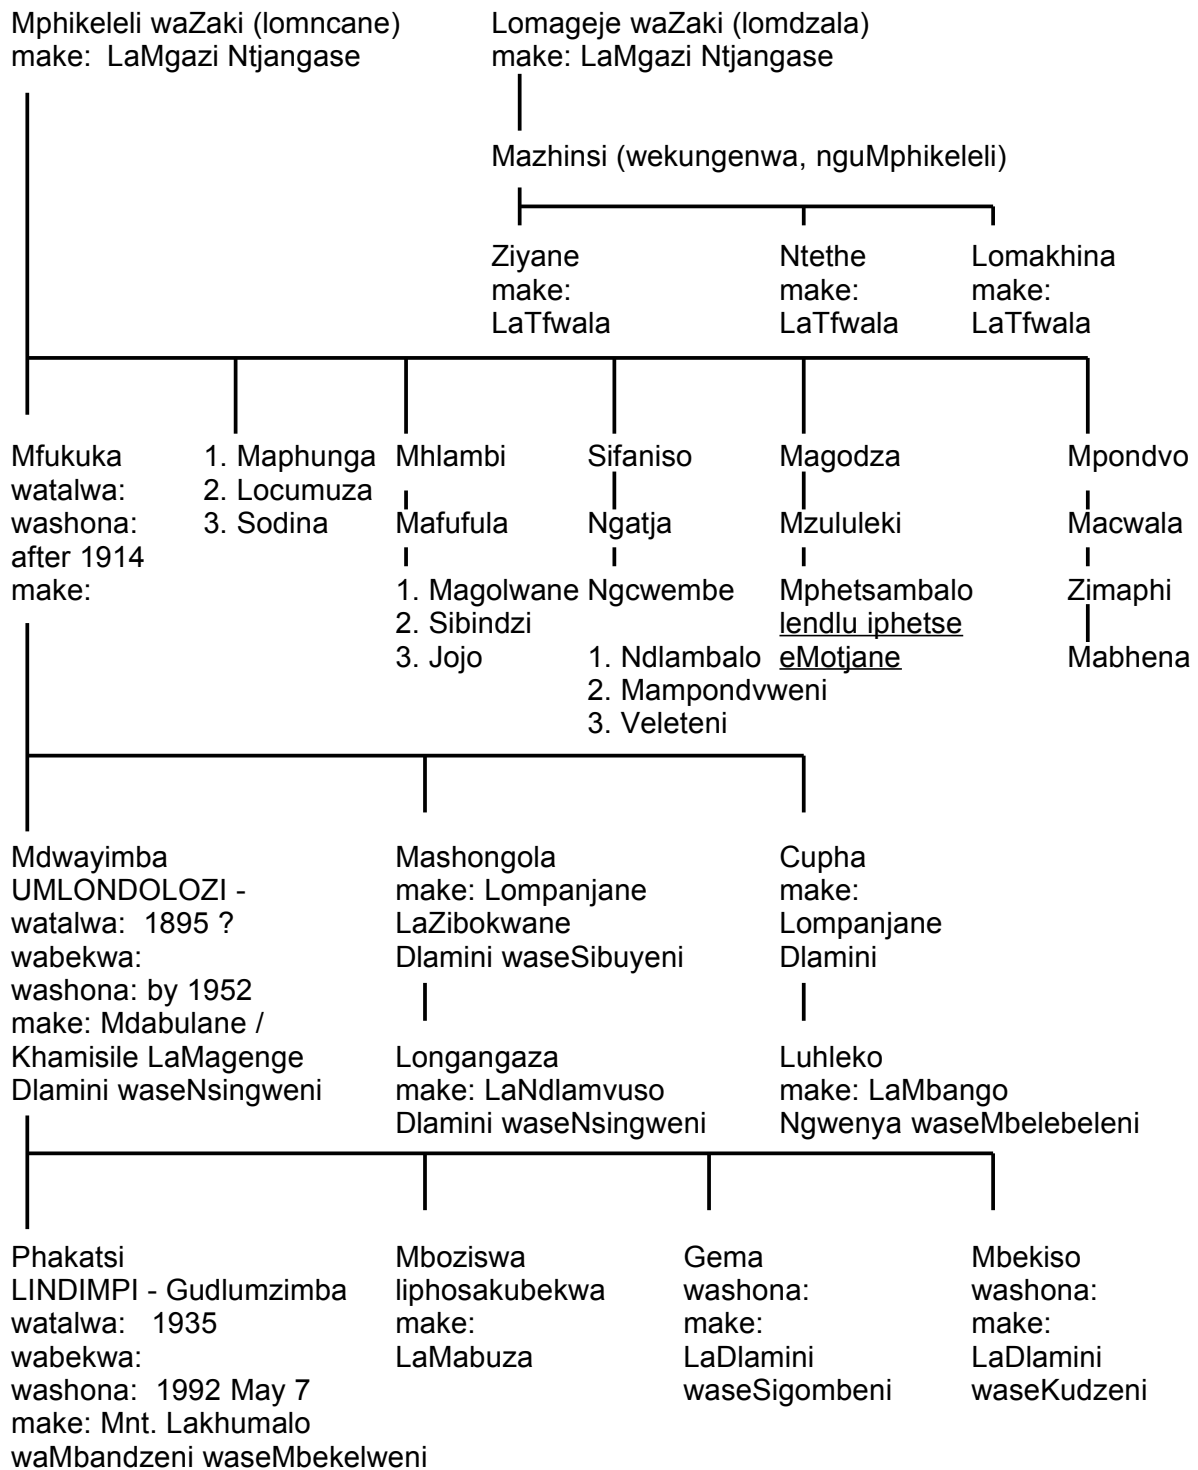 Mphikeleli waZaki (lomncane)
make: LaMgazi Ntjangase
Lomageje waZaki (lomdzala)
make: LaMgazi Ntjangase
Mazhinsi (wekungenwa, nguMphikeleli)
Ziyane
make:
LaTfwala
Ntethe
make:
LaTfwala
Lomakhina
make:
LaTfwala
Mfukuka
watalwa:
washona:
after 1914
make:
1. Maphunga
2. Locumuza
3. Sodina
Mhlambi
Mafufula
1. Magolwane
2. Sibindzi
3. Jojo
Sifaniso
Ngatja
Ngcwembe
1. Ndlambalo
2. Mampondvweni
3. Veleteni
Magodza
Mzululeki
Mphetsambalo
lendlu iphetse
eMotjane
Mpondvo
Macwala
Zimaphi
Mabhena
Mdwayimba
UMLONDOLOZI -
watalwa: 1895 ?
wabekwa:
washona: by 1952
make: Mdabulane /
Khamisile LaMagenge
Dlamini waseNsingweni
Mashongola
make: Lompanjane
LaZibokwane
Dlamini waseSibuyeni
Longangaza
make: LaNdlamvuso
Dlamini waseNsingweni
Cupha
make:
Lompanjane
Dlamini
Luhleko
make: LaMbango
Ngwenya waseMbelebeleni
Phakatsi
LINDIMPI - Gudlumzimba
watalwa: 1935
wabekwa:
washona: 1992 May 7
make: Mnt. Lakhumalo
waMbandzeni waseMbekelweni
Mboziswa
liphosakubekwa
make:
LaMabuza
Gema
washona:
make:
LaDlamini
waseSigombeni
Mbekiso
washona:
make:
LaDlamini
waseKudzeni